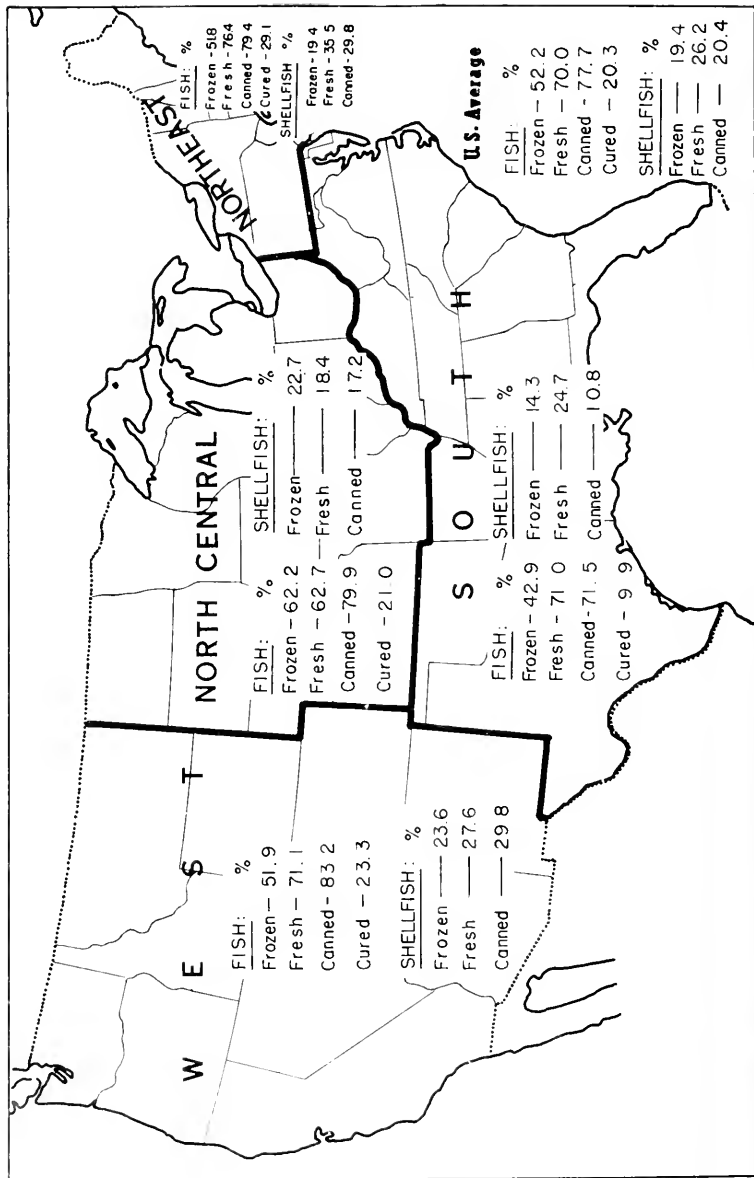 WEST
FISH: %
Frozen - 51.9
Fresh - 71.1
Canned - 83 2
Cured - 23.3
SHELLFISH: %
Frozen — 23.6
Fresh — 27.6
Canned — 29 8
NORTH CENTRAL
FISH: %
Frozen - 62.2
Fresh - 62.7
Canned - 79.9
Cured - 21.0
SHELLFISH: %
Frozen — 22.7
Fresh — 18.4
Canned — 17.2
SOUTH
FISH: %
Frozen - 42.9
Fresh - 71 0
Canned - 71.5
Cured - 9 9
SHELLFISH: %
Frozen — 14.3
Fresh — 24.7
Canned — 10.8
NORTHEAST
FISH: %
Frozen - 51.8
Fresh - 76.4
Canned - 79 4
Cured - 29.1
SHELLFISH %
Frozen - 19 4
Fresh - 35 5
Canned - 29.8
U.S. Average
FISH: %
Frozen — 52.2
Fresh — 70.0
Canned — 77.7
Cured — 20.3
SHELLFISH: %
Frozen — 19.4
Fresh — 26.2
Canned — 20.4